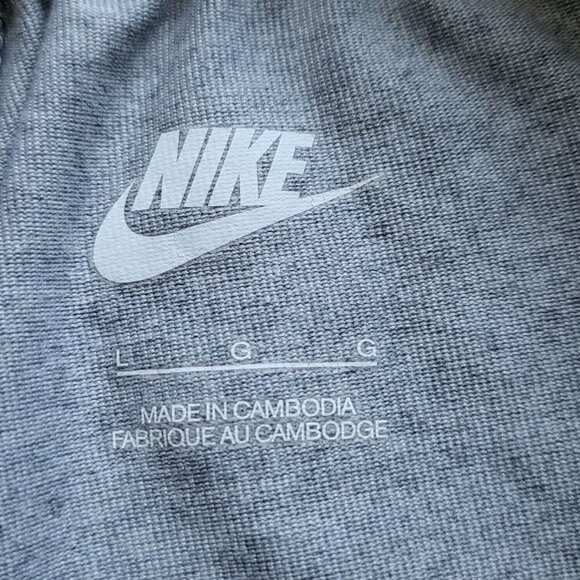 NIKE
L G G
MADE IN CAMBODIA
FABRIQUE AU CAMBODGE